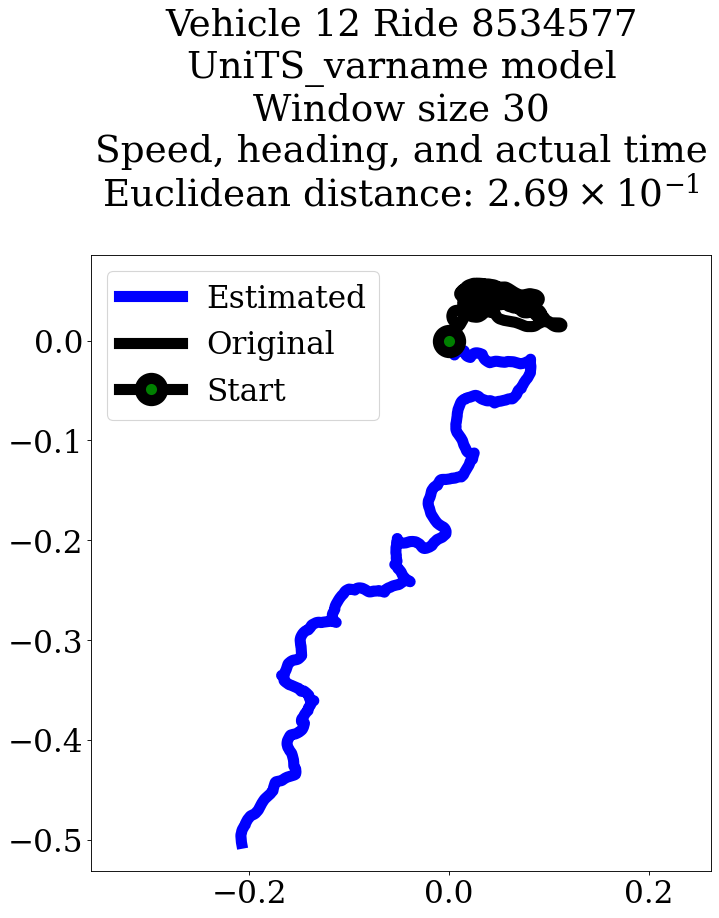 Vehicle 12 Ride 8534577
UniTS_varname model
Window size 30
Speed, heading, and actual time
Euclidean distance: 2.69 × 10⁻¹
Estimated
Original
Start
0.0
−0.1
−0.2
−0.3
−0.4
−0.5
−0.2 0.0 0.2